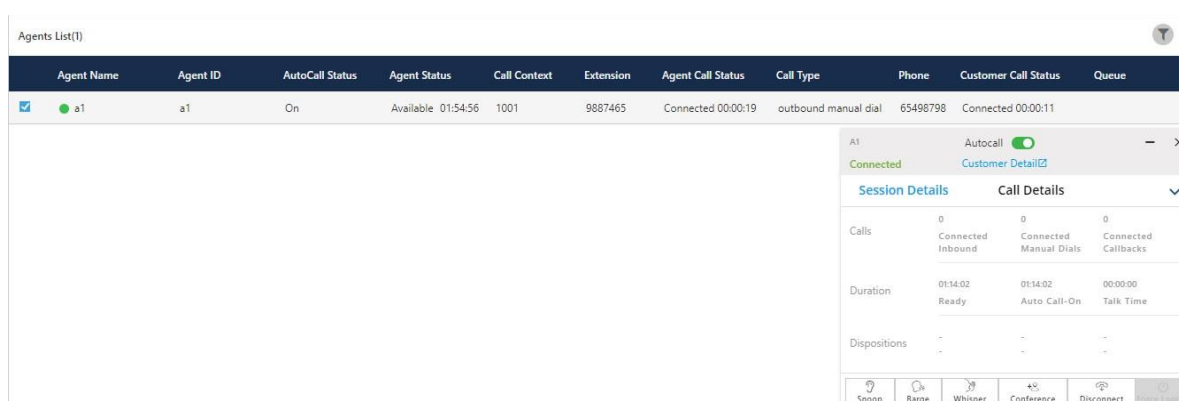 Agents List(1)
Agent Name Agent ID AutoCall Status Agent Status Call Context Extension Agent Call Status Call Type Phone Customer Call Status Queue
a1 a1 On Available 01:54:56 1001 9887465 Connected 00:00:19 outbound manual dial 65498798 Connected 00:00:11
A1 Autocall
Connected Customer Detail
Session Details Call Details
0 0 0
Calls Connected Connected Connected
Inbound Manual Dials Callbacks
01:14:02 01:14:02 00:00:00
Duration Ready Auto Call-On Talk Time
Dispositions - - -
- - -
Snoop Barge Whisper Conference Disconnect